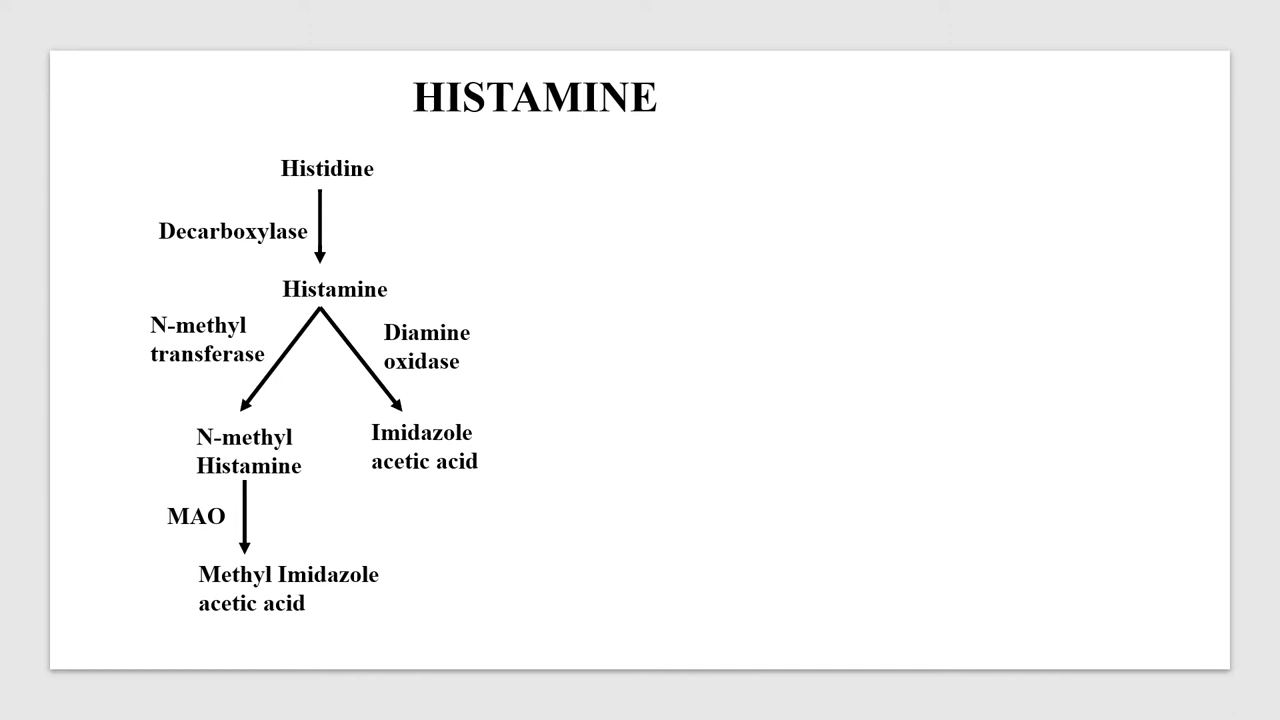 HISTAMINE
Histidine
Decarboxylase
Histamine
N-methyl
transferase
Diamine
oxidase
N-methyl
Histamine
Imidazole
acetic acid
MAO
Methyl Imidazole
acetic acid